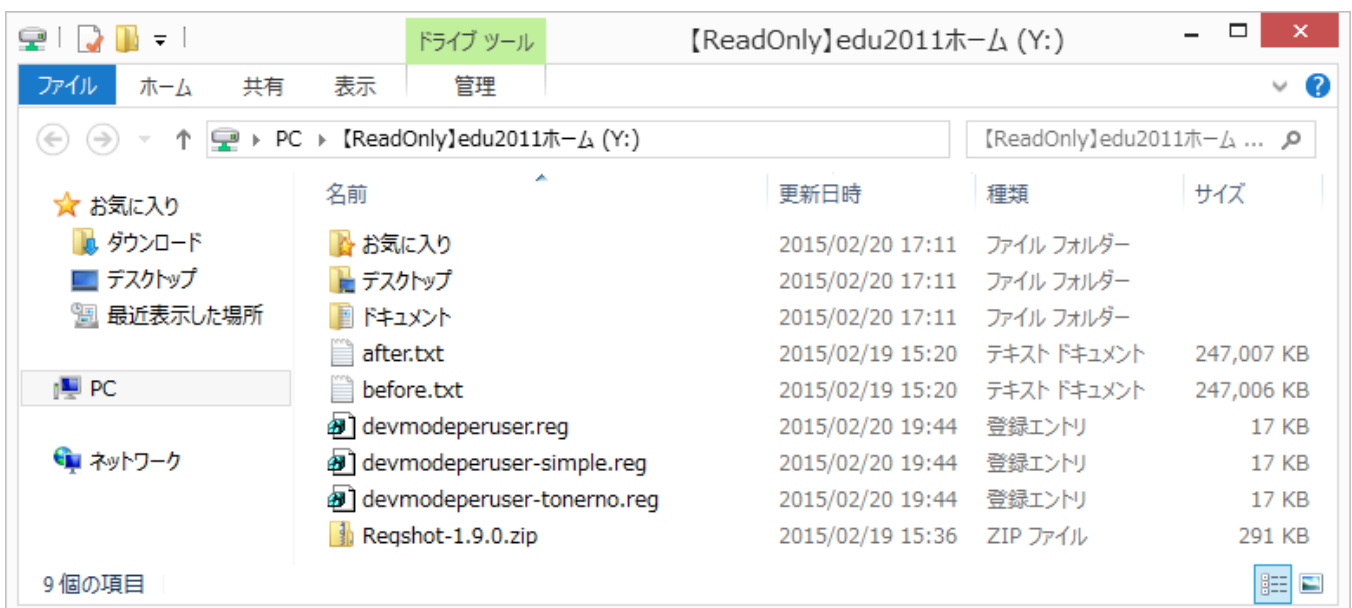 ドライブ ツール 【ReadOnly】edu2011ホーム (Y:)
ファイル ホーム 共有 表示 管理
PC 【ReadOnly】edu2011ホーム (Y:) 【ReadOnly】edu2011ホーム ...
お気に入り
ダウンロード
デスクトップ
最近表示した場所
PC
ネットワーク
名前 更新日時 種類 サイズ
お気に入り 2015/02/20 17:11 ファイル フォルダー
デスクトップ 2015/02/20 17:11 ファイル フォルダー
ドキュメント 2015/02/20 17:11 ファイル フォルダー
after.txt 2015/02/19 15:20 テキスト ドキュメント 247,007 KB
before.txt 2015/02/19 15:20 テキスト ドキュメント 247,006 KB
devmodeperuser.reg 2015/02/20 19:44 登録エントリ 17 KB
devmodeperuser-simple.reg 2015/02/20 19:44 登録エントリ 17 KB
devmodeperuser-tonerno.reg 2015/02/20 19:44 登録エントリ 17 KB
Regshot-1.9.0.zip 2015/02/19 15:36 ZIP ファイル 291 KB
9 個の項目